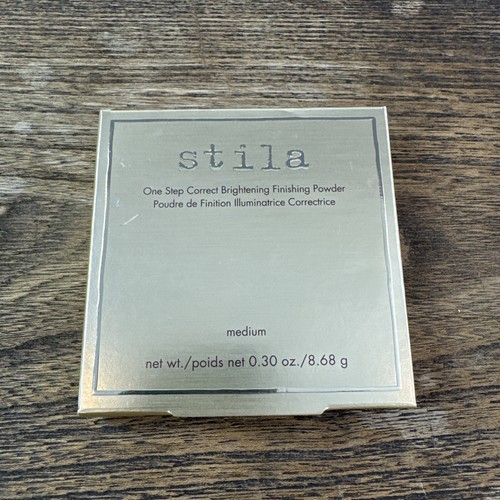 stila
One Step Correct Brightening Finishing Powder
Poudre de Finition Illuminatrice Correctrice
medium
net wt./poids net 0.30 oz./8.68 g